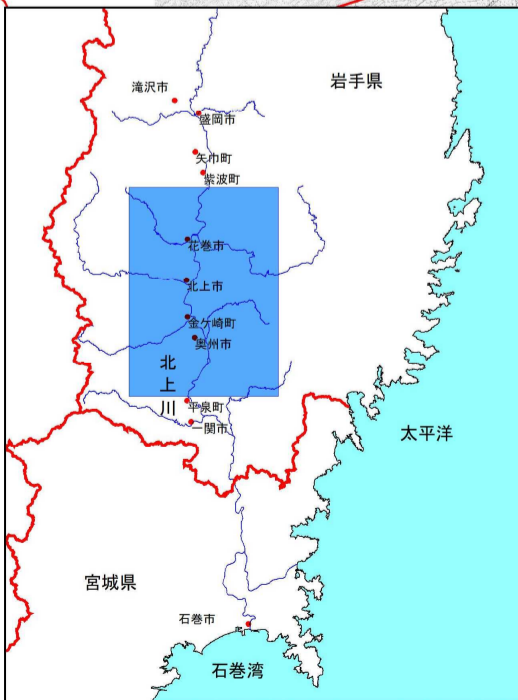 岩手県
滝沢市
盛岡市
矢巾町
紫波町
花巻市
北上市
金ケ崎町
奥州市
北上川
平泉町
一関市
太平洋
宮城県
石巻市
石巻湾